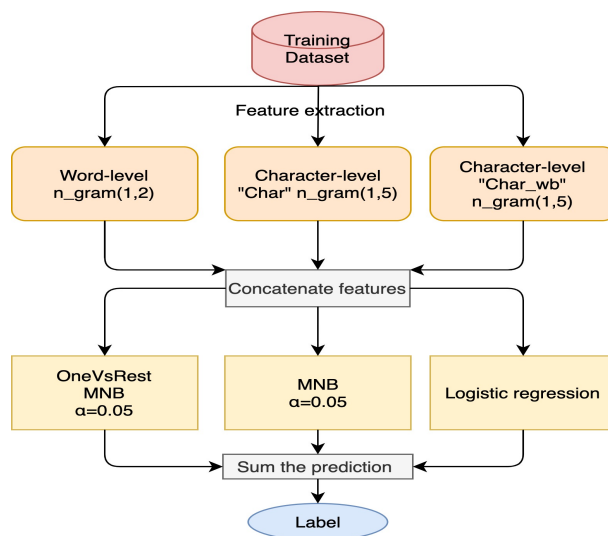 Training
Dataset
Feature extraction
Word-level
n_gram(1,2)
Character-level
"Char" n_gram(1,5)
Character-level
"Char_wb"
n_gram(1,5)
Concatenate features
OneVsRest
MNB
α=0.05
MNB
α=0.05
Logistic regression
Sum the prediction
Label